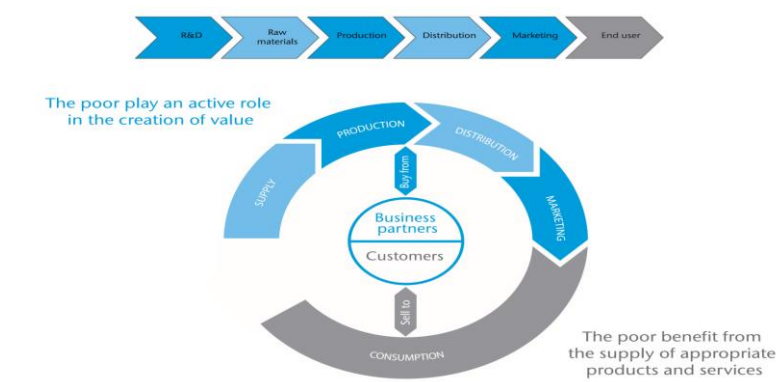 R&D
Raw
materials
Production
Distribution
Marketing
End user
The poor play an active role
in the creation of value
SUPPLY
PRODUCTION
DISTRIBUTION
MARKETING
Buy from
Business
partners
Customers
Sell to
CONSUMPTION
The poor benefit from
the supply of appropriate
products and services